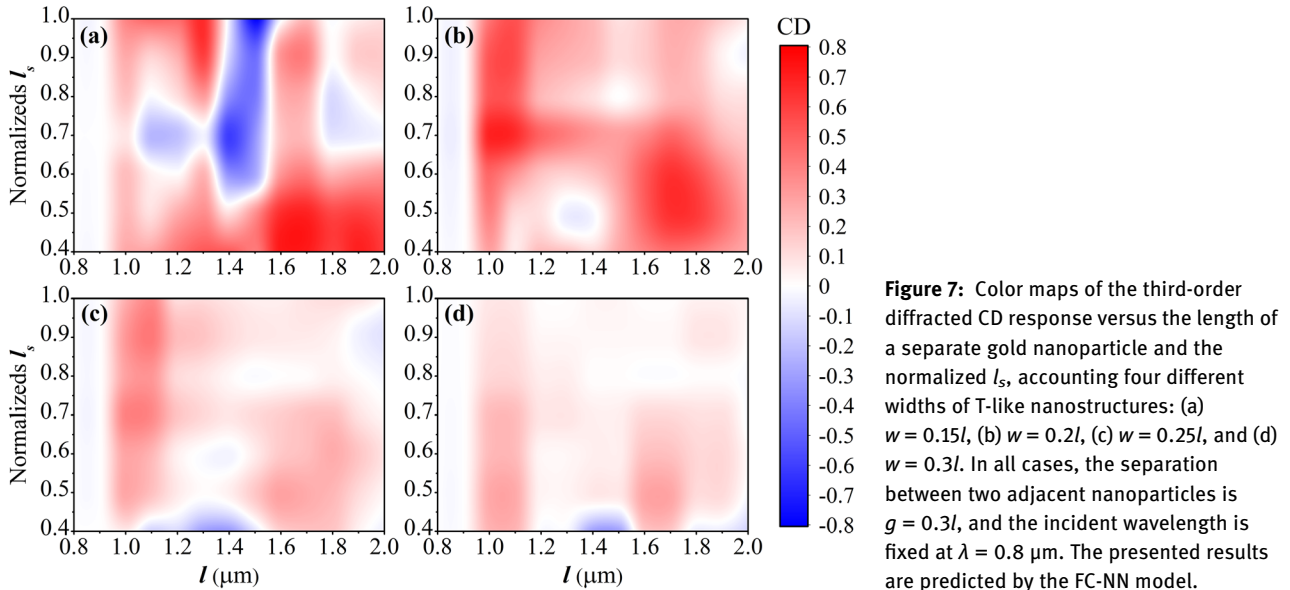 (a)
(b)
CD
1.0
0.9
0.8
0.7
0.6
0.5
0.4
Normalizeds ls
0.8 1.0 1.2 1.4 1.6 1.8 2.0
1.0
0.9
0.8
0.7
0.6
0.5
0.4
0.8 1.0 1.2 1.4 1.6 1.8 2.0
(c)
(d)
1.0
0.9
0.8
0.7
0.6
0.5
0.4
Normalizeds ls
0.8 1.0 1.2 1.4 1.6 1.8 2.0
l (μm)
1.0
0.9
0.8
0.7
0.6
0.5
0.4
0.8 1.0 1.2 1.4 1.6 1.8 2.0
l (μm)
0.8
0.7
0.6
0.5
0.4
0.3
0.2
0.1
0
-0.1
-0.2
-0.3
-0.4
-0.5
-0.6
-0.7
-0.8
Figure 7: Color maps of the third-order
diffracted CD response versus the length of
a separate gold nanoparticle and the
normalized ls, accounting four different
widths of T-like nanostructures: (a)
w = 0.15l, (b) w = 0.2l, (c) w = 0.25l, and (d)
w = 0.3l. In all cases, the separation
between two adjacent nanoparticles is
g = 0.3l, and the incident wavelength is
fixed at λ = 0.8 μm. The presented results
are predicted by the FC-NN model.